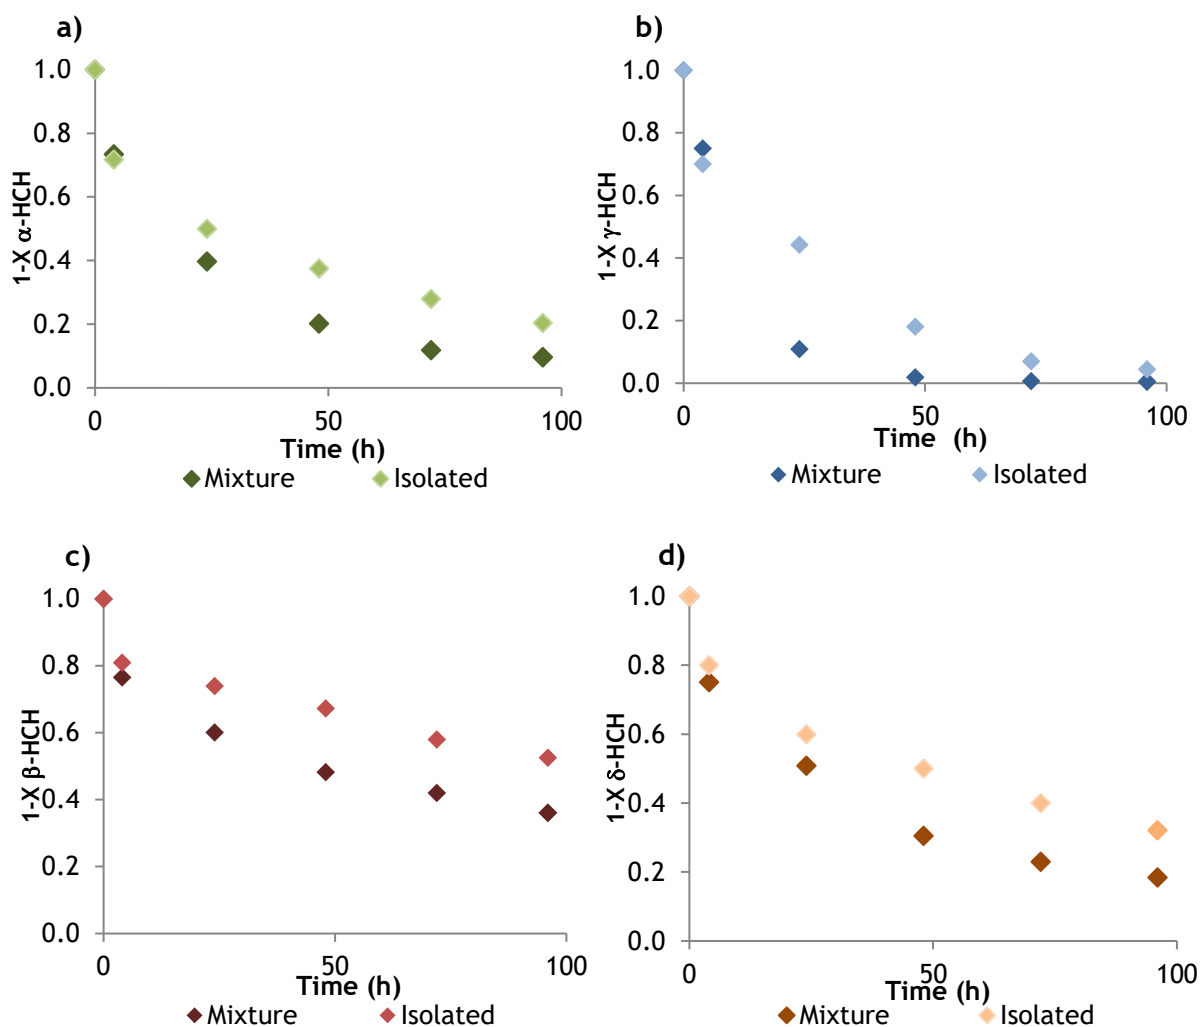 a)
1.0
0.8
0.6
0.4
0.2
0.0
1-X α-HCH
0 50 100
Time (h)
Mixture Isolated
b)
1.0
0.8
0.6
0.4
0.2
0.0
1-X γ-HCH
0 50 100
Time (h)
Mixture Isolated
c)
1.0
0.8
0.6
0.4
0.2
0.0
1-X β-HCH
0 50 100
Time (h)
Mixture Isolated
d)
1.0
0.8
0.6
0.4
0.2
0.0
1-X δ-HCH
0 50 100
Time (h)
Mixture Isolated